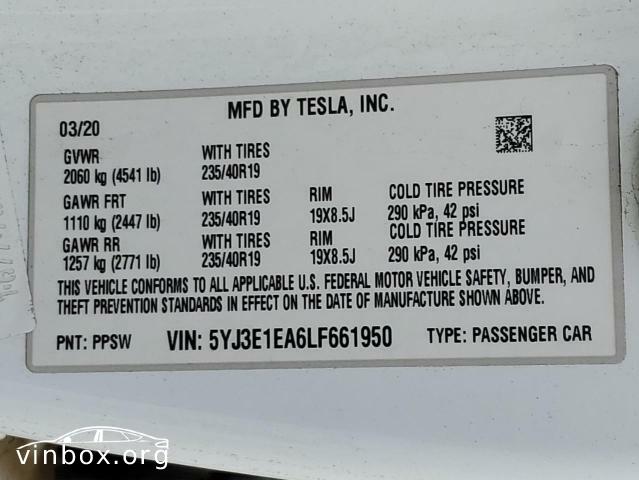 MFD BY TESLA, INC.
03/20
GVWR WITH TIRES
2060 kg (4541 lb) 235/40R19
GAWR FRT WITH TIRES RIM COLD TIRE PRESSURE
1110 kg (2447 lb) 235/40R19 19X8.5J 290 kPa, 42 psi
GAWR RR WITH TIRES RIM COLD TIRE PRESSURE
1257 kg (2771 lb) 235/40R19 19X8.5J 290 kPa, 42 psi
THIS VEHICLE CONFORMS TO ALL APPLICABLE U.S. FEDERAL MOTOR VEHICLE SAFETY, BUMPER, AND
THEFT PREVENTION STANDARDS IN EFFECT ON THE DATE OF MANUFACTURE SHOWN ABOVE.
PNT: PPSW VIN: 5YJ3E1EA6LF661950 TYPE: PASSENGER CAR
vinbox.org